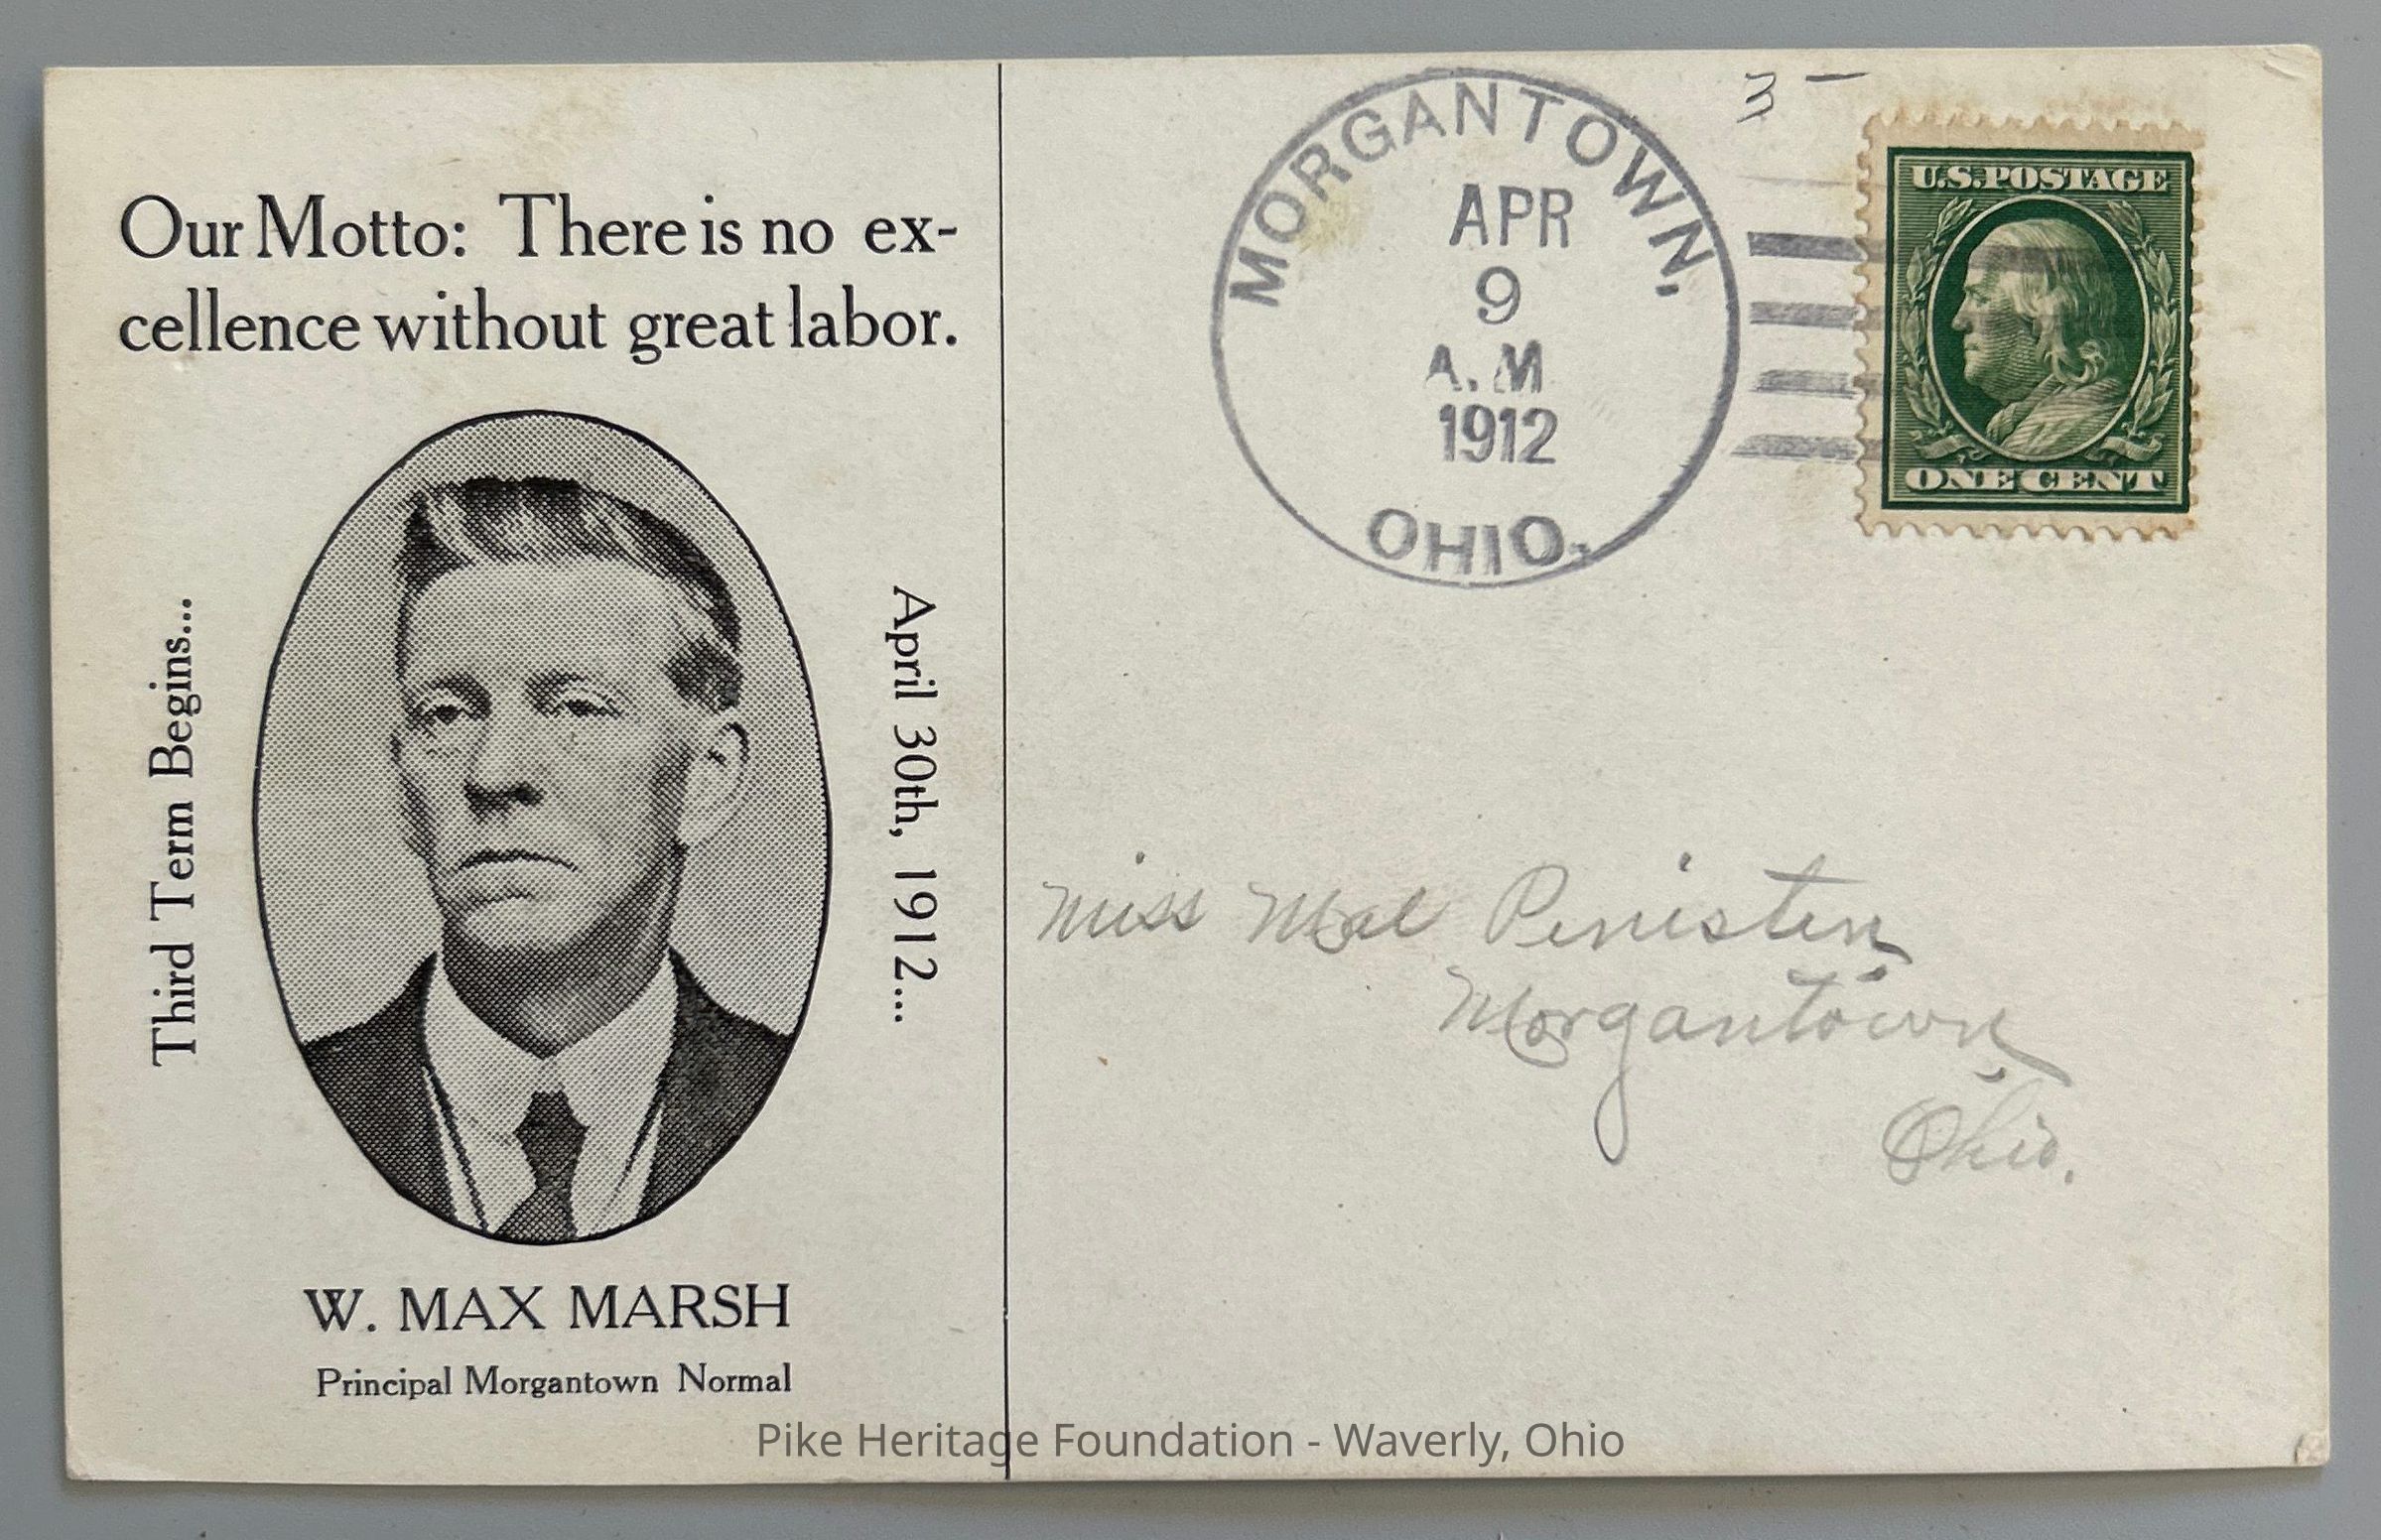 Our Motto: There is no ex-
cellence without great labor.
Third Term Begins...
April 30th, 1912...
W. MAX MARSH
Principal Morgantown Normal
MORGANTOWN,
APR
9
A.M
1912
OHIO.
3 —
U.S. POSTAGE
ONE CENT
Miss Mae Penisten
Morgantown,
Ohio.
Pike Heritage Foundation - Waverly, Ohio